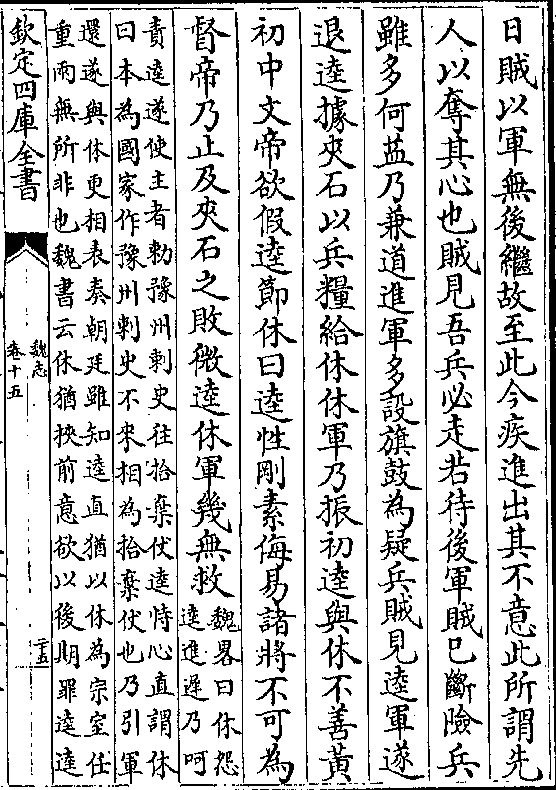 日賊以軍無後繼故至此今疾進出其不意此所謂先
人以奪其心也賊見吾兵必走若待後軍賊已斷險兵
雖多何益乃兼道進軍多設旗鼓為疑兵賊見逵軍遂
退逵據夾石以兵糧給休休軍乃振初逵與休不善黃
初中文帝欲假逵節休曰逵性剛素侮易諸將不可為
督帝乃止及夾石之敗微逵休軍幾無救
魏畧曰休怨
逵進遲乃呵
責逵遂使主者勑豫州刺史往拾棄仗逵恃心直謂休
曰本為國家作豫州刺史不來相為拾棄仗也乃引軍
還遂與休更相表奏朝廷雖知逵直猶以休為宗室任
重兩無所非也魏書云休猶挾前意欲以後期罪逵逵
欽定四庫全書
魏志
卷十五
二十五